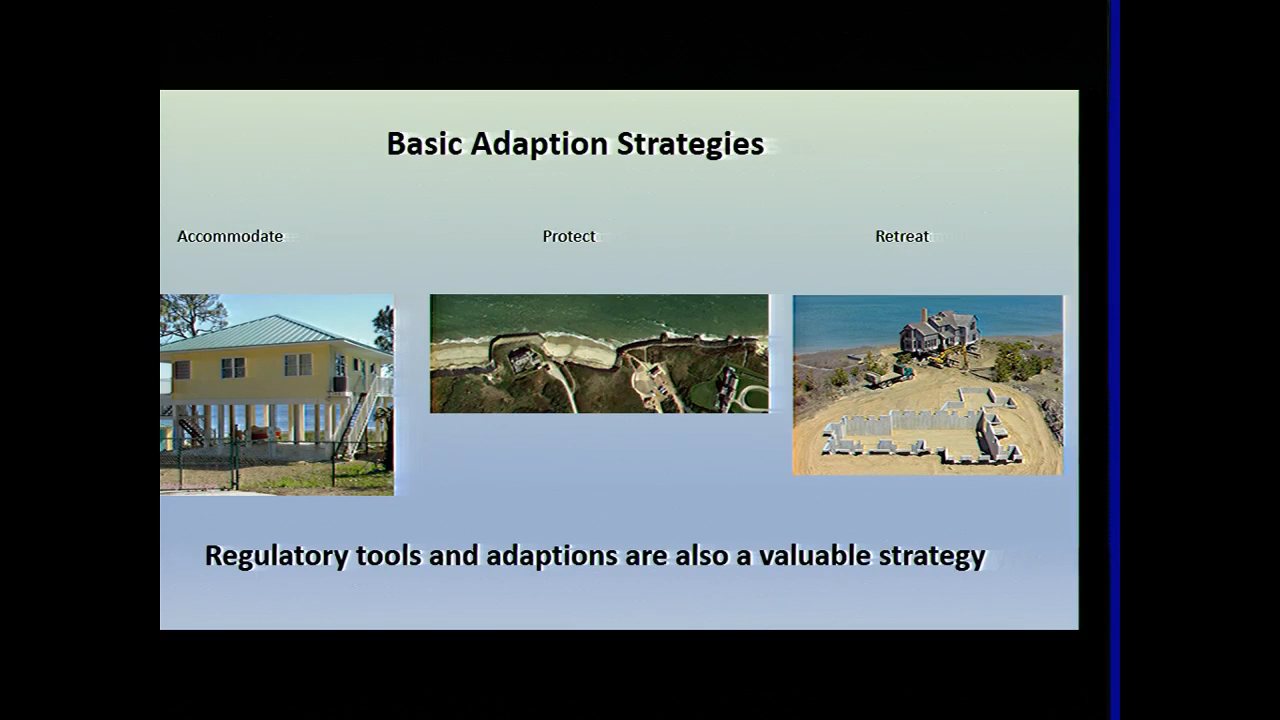 Basic Adaption Strategies
Accommodate
Protect
Retreat
Regulatory tools and adaptions are also a valuable strategy